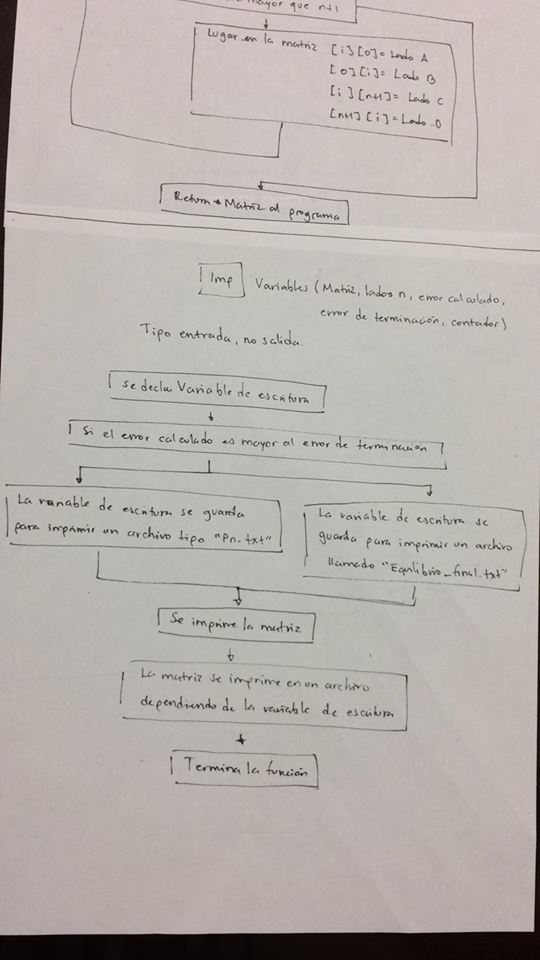 mayor que n+1
Lugar en la matriz [i][0]= Lado A
[0][i]= Lado B
[i][n+1]= Lado C
[n+1][i]=Lado D
Return → Matriz al programa
Imp Variables (Matriz, lados n, error calculado,
error de terminación, contador)
Tipo entrada, no salida.
Se decla Variable de escritura
Si el error calculado es mayor al error de terminación
La variable de escritura se guarda
para imprimir un archivo tipo "Pn.txt"
La variable de escritura se
guarda para imprimir un archivo
llamado "Equilibrio_final.txt"
Se imprime la matriz
La matriz se imprime en un archivo
dependiendo de la variable de escritura
Termina la función